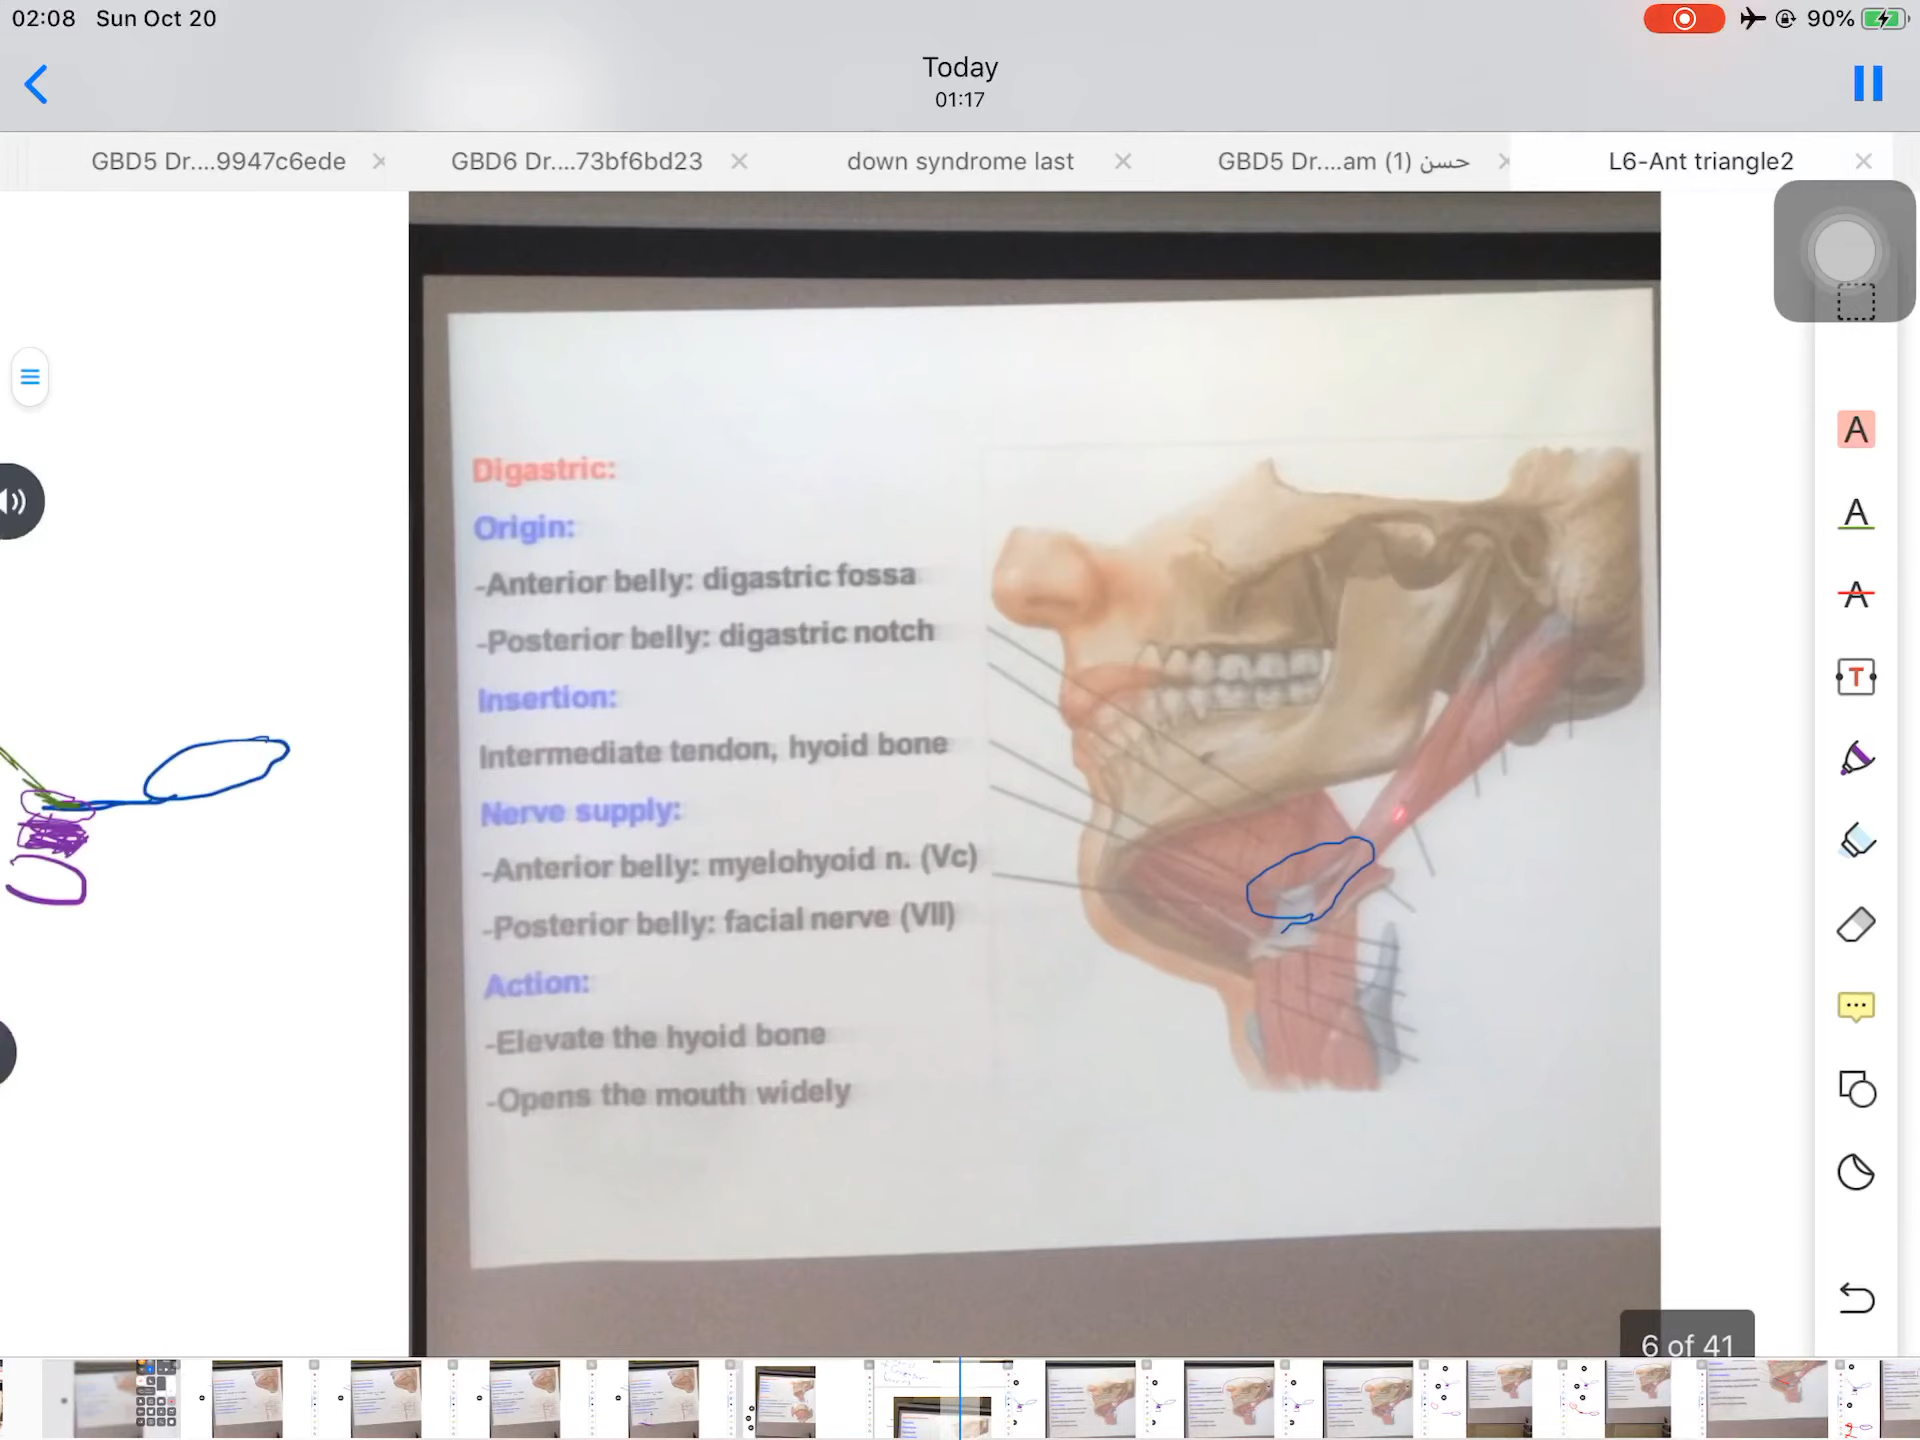 02:08 Sun Oct 20
90%
Today
01:17
GBD5 Dr....9947c6ede
GBD6 Dr....73bf6bd23
down syndrome last
GBD5 Dr....am (1) حسن
L6-Ant triangle2
Digastric:
Origin:
-Anterior belly: digastric fossa
-Posterior belly: digastric notch
Insertion:
Intermediate tendon, hyoid bone
Nerve supply:
-Anterior belly: myelohyoid n. (Vc)
-Posterior belly: facial nerve (VII)
Action:
-Elevate the hyoid bone
-Opens the mouth widely
A
A
A
T
6 of 41